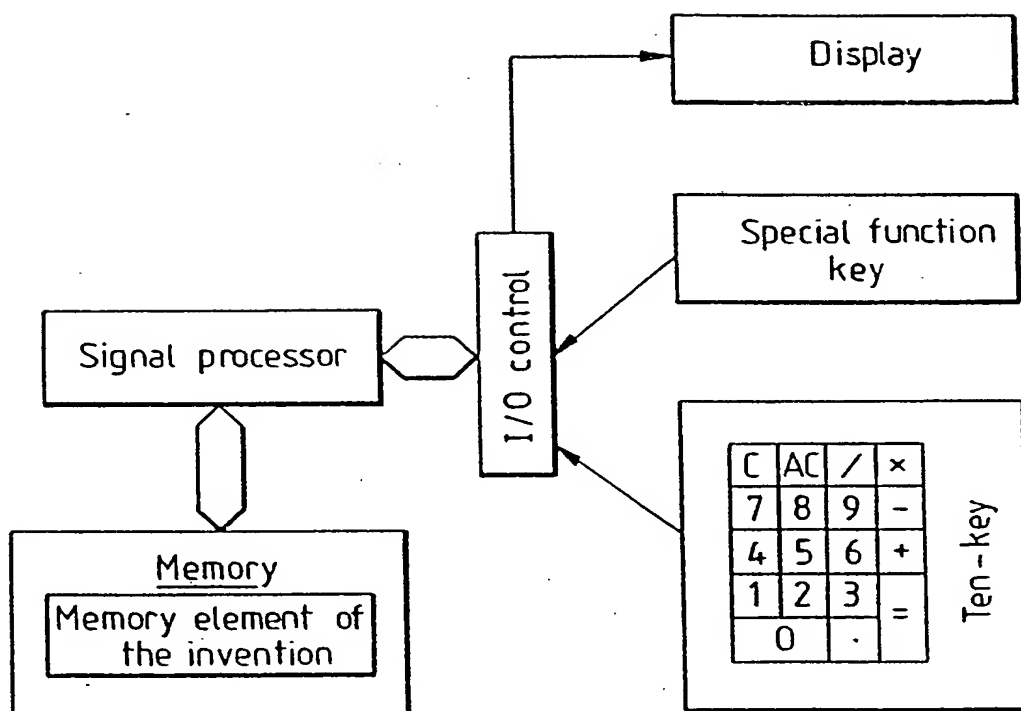 Display
Special function
key
I/O control
Signal processor
Memory
Memory element of
the invention
C AC / ×
7 8 9 -
4 5 6 +
1 2 3 =
0 .
Ten-key